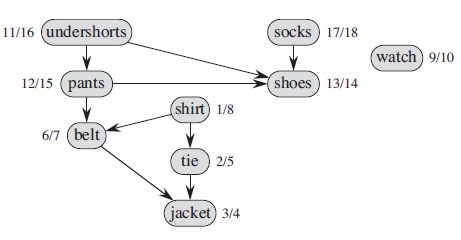 11/16 undershorts socks 17/18
watch 9/10
12/15 pants shoes 13/14
shirt 1/8
6/7 belt
tie 2/5
jacket 3/4